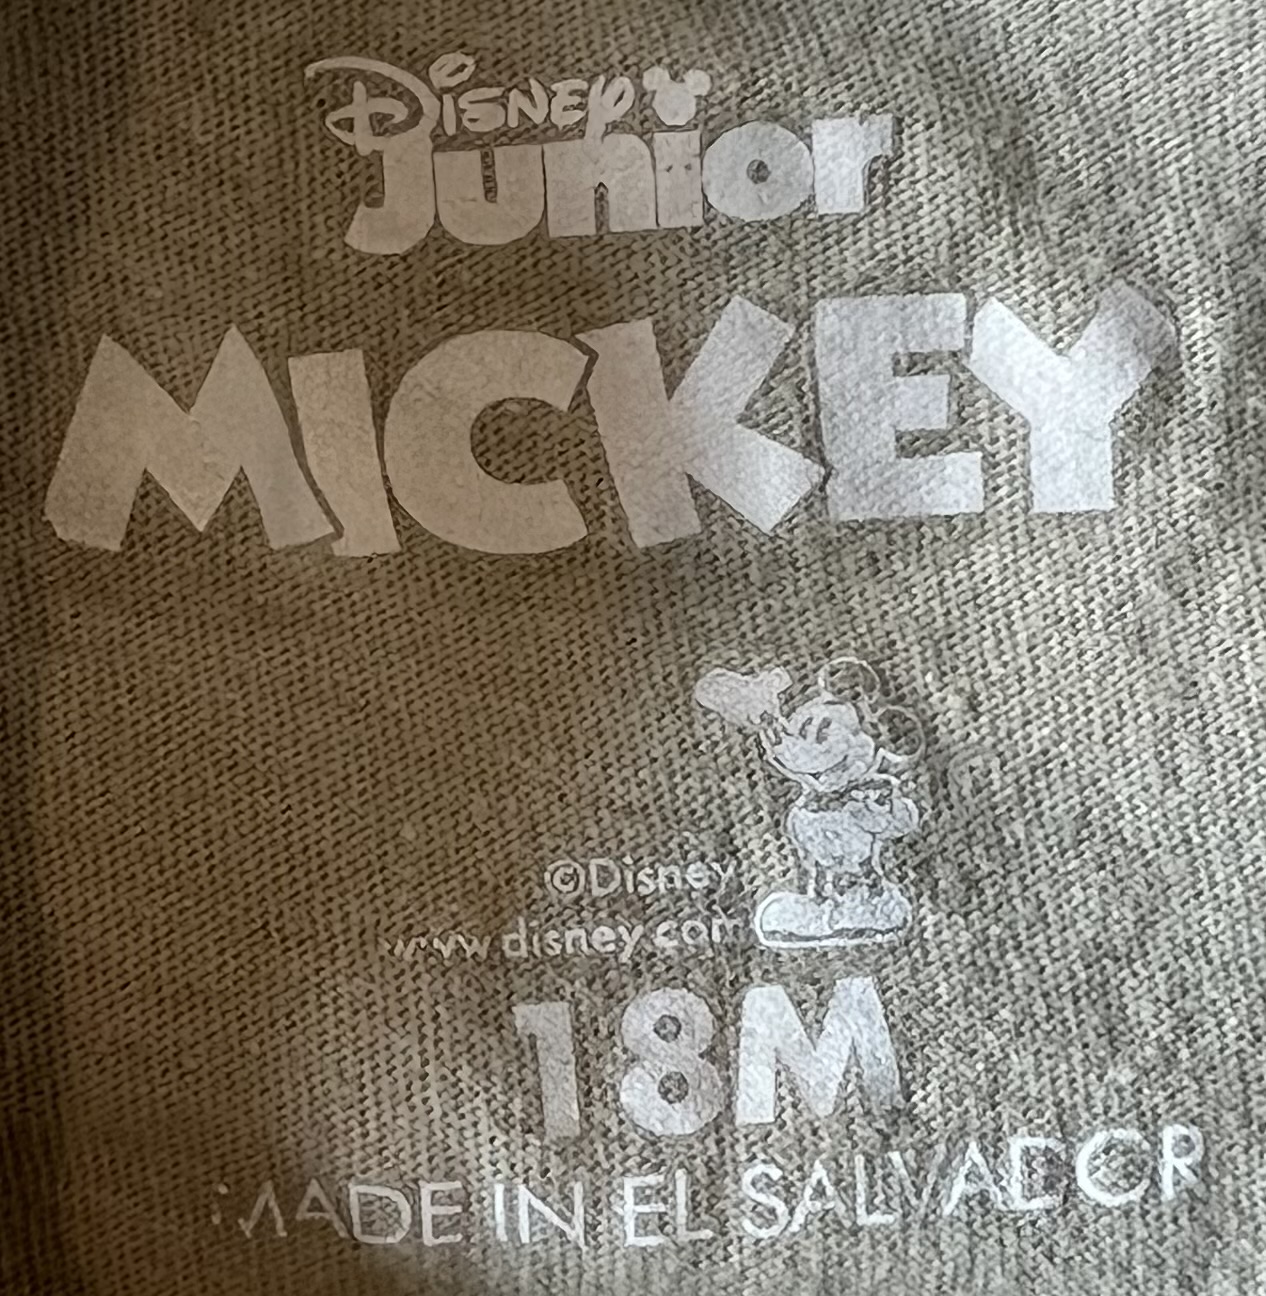 Disney
Junior
MICKEY
©Disney
www.disney.com
18M
MADE IN EL SALVADOR